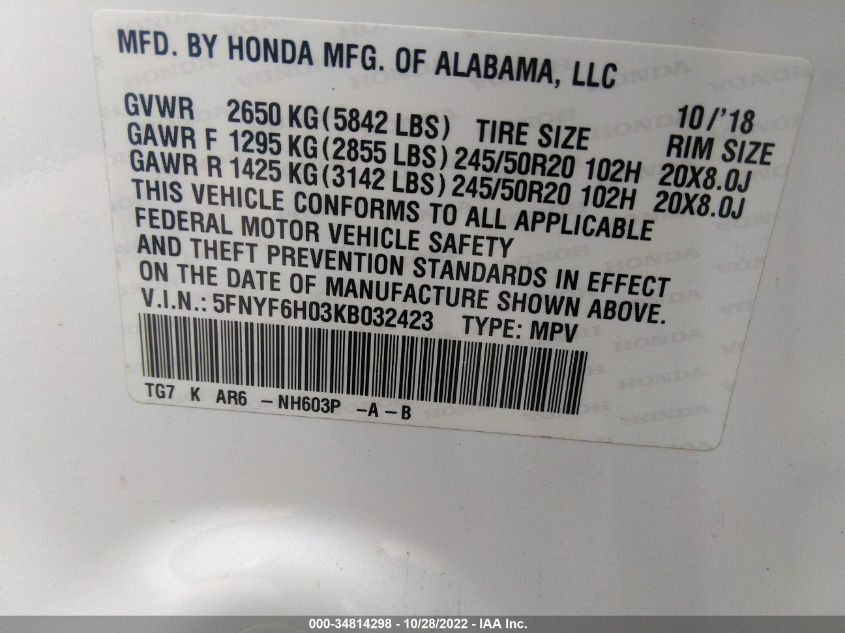 MFD. BY HONDA MFG. OF ALABAMA, LLC
10/'18
GVWR 2650 KG(5842 LBS) TIRE SIZE RIM SIZE
GAWR F 1295 KG(2855 LBS) 245/50R20 102H 20X8.0J
GAWR R 1425 KG(3142 LBS) 245/50R20 102H 20X8.0J
THIS VEHICLE CONFORMS TO ALL APPLICABLE
FEDERAL MOTOR VEHICLE SAFETY
AND THEFT PREVENTION STANDARDS IN EFFECT
ON THE DATE OF MANUFACTURE SHOWN ABOVE.
V.I.N.: 5FNYF6H03KB032423 TYPE: MPV
TG7 K AR6 -NH603P -A-B
000-34814298 - 10/28/2022 - IAA Inc.